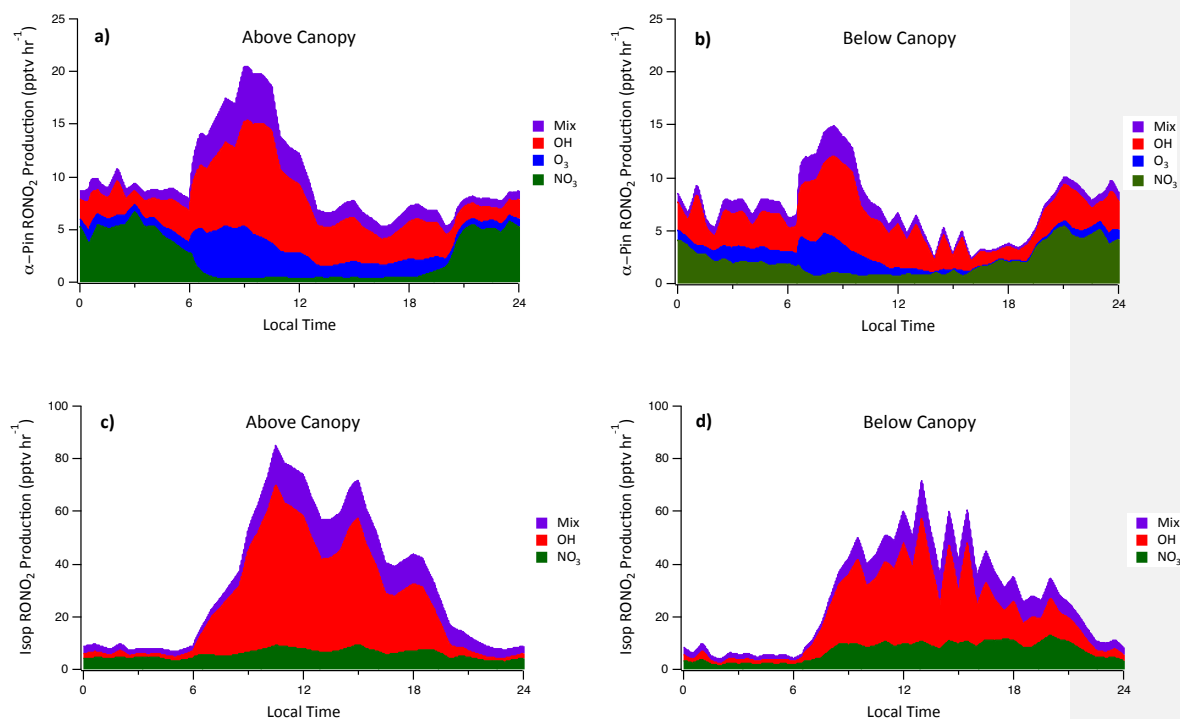 a)
Above Canopy
α−Pin RONO₂ Production (pptv hr⁻¹)
25
20
15
10
5
0
0
6
12
18
24
Local Time
Mix
OH
O₃
NO₃
b)
Below Canopy
α−Pin RONO₂ Production (pptv hr⁻¹)
25
20
15
10
5
0
0
6
12
18
24
Local Time
Mix
OH
O₃
NO₃
c)
Above Canopy
Isop RONO₂ Production (pptv hr⁻¹)
100
80
60
40
20
0
0
6
12
18
24
Local Time
Mix
OH
NO₃
d)
Below Canopy
Isop RONO₂ Production (pptv hr⁻¹)
100
80
60
40
20
0
0
6
12
18
24
Local Time
Mix
OH
NO₃